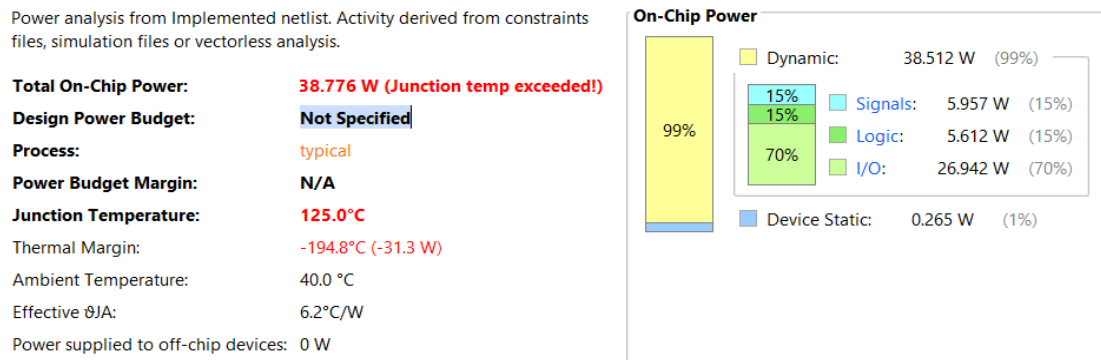 Power analysis from Implemented netlist. Activity derived from constraints
files, simulation files or vectorless analysis.
Total On-Chip Power: 38.776 W (Junction temp exceeded!)
Design Power Budget: Not Specified
Process: typical
Power Budget Margin: N/A
Junction Temperature: 125.0°C
Thermal Margin: -194.8°C (-31.3 W)
Ambient Temperature: 40.0 °C
Effective ϑJA: 6.2°C/W
Power supplied to off-chip devices: 0 W
On-Chip Power
99%
Dynamic: 38.512 W (99%)
15%
15%
70%
Signals: 5.957 W (15%)
Logic: 5.612 W (15%)
I/O: 26.942 W (70%)
Device Static: 0.265 W (1%)